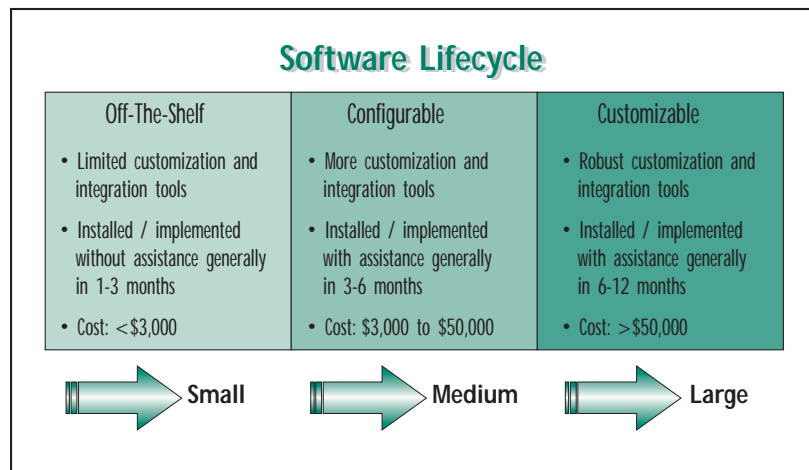 Software Lifecycle
Off-The-Shelf
• Limited customization and
integration tools
• Installed / implemented
without assistance generally
in 1-3 months
• Cost: <$3,000
Configurable
• More customization and
integration tools
• Installed / implemented
with assistance generally
in 3-6 months
• Cost: $3,000 to $50,000
Customizable
• Robust customization and
integration tools
• Installed / implemented
with assistance generally
in 6-12 months
• Cost: >$50,000
Small
Medium
Large